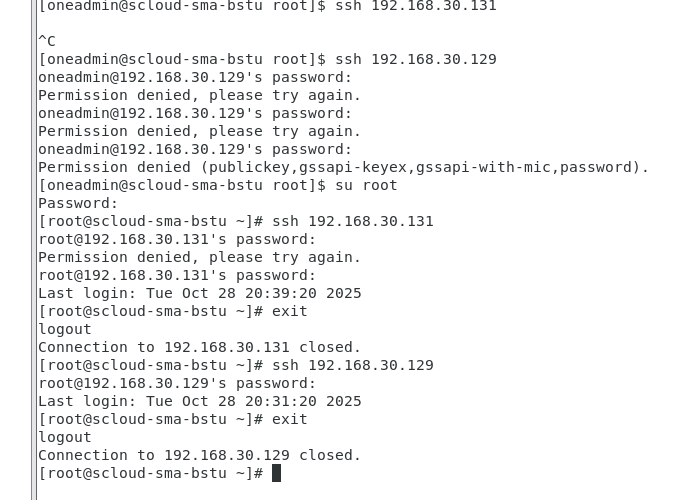 [oneadmin@scloud-sma-bstu root]$ ssh 192.168.30.131
^C
[oneadmin@scloud-sma-bstu root]$ ssh 192.168.30.129
oneadmin@192.168.30.129's password:
Permission denied, please try again.
oneadmin@192.168.30.129's password:
Permission denied, please try again.
oneadmin@192.168.30.129's password:
Permission denied (publickey,gssapi-keyex,gssapi-with-mic,password).
[oneadmin@scloud-sma-bstu root]$ su root
Password:
[root@scloud-sma-bstu ~]# ssh 192.168.30.131
root@192.168.30.131's password:
Permission denied, please try again.
root@192.168.30.131's password:
Last login: Tue Oct 28 20:39:20 2025
[root@scloud-sma-bstu ~]# exit
logout
Connection to 192.168.30.131 closed.
[root@scloud-sma-bstu ~]# ssh 192.168.30.129
root@192.168.30.129's password:
Last login: Tue Oct 28 20:31:20 2025
[root@scloud-sma-bstu ~]# exit
logout
Connection to 192.168.30.129 closed.
[root@scloud-sma-bstu ~]#